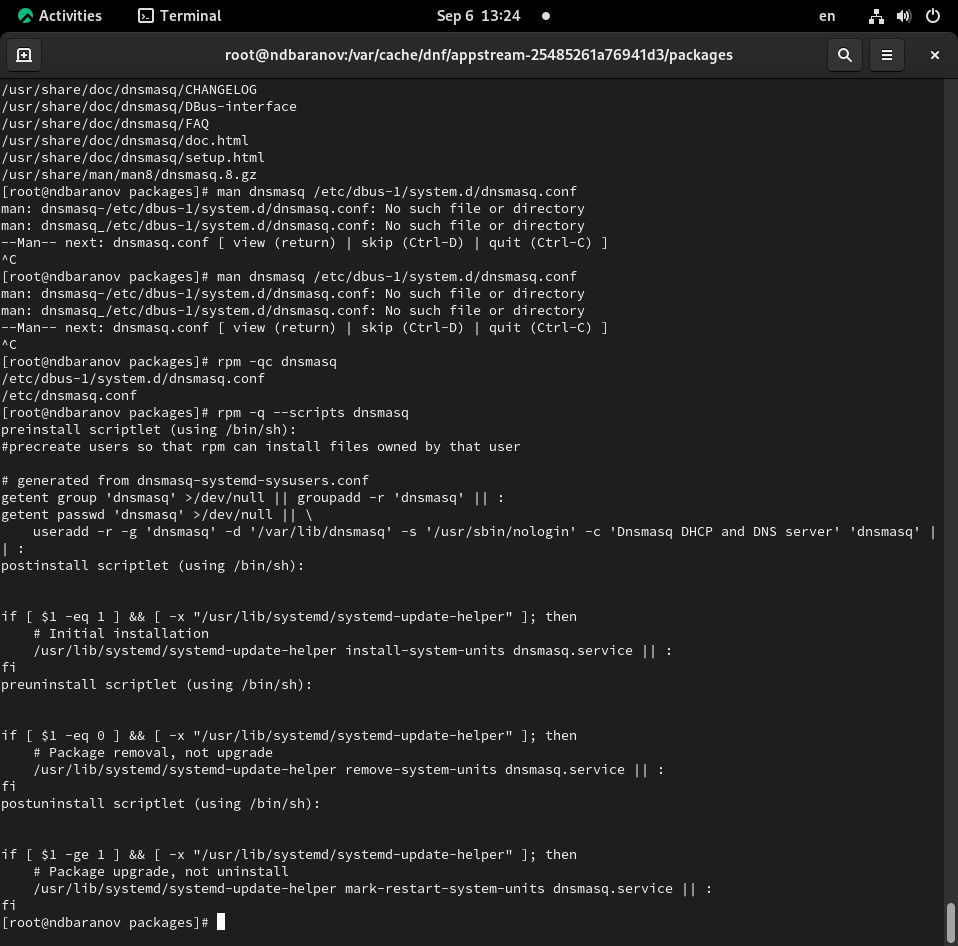 Activities Terminal Sep 6 13:24 en
root@ndbaranov:/var/cache/dnf/appstream-25485261a76941d3/packages
/usr/share/doc/dnsmasq/CHANGELOG
/usr/share/doc/dnsmasq/DBus-interface
/usr/share/doc/dnsmasq/FAQ
/usr/share/doc/dnsmasq/doc.html
/usr/share/doc/dnsmasq/setup.html
/usr/share/man/man8/dnsmasq.8.gz
[root@ndbaranov packages]# man dnsmasq /etc/dbus-1/system.d/dnsmasq.conf
man: dnsmasq-/etc/dbus-1/system.d/dnsmasq.conf: No such file or directory
man: dnsmasq_/etc/dbus-1/system.d/dnsmasq.conf: No such file or directory
--Man-- next: dnsmasq.conf [ view (return) | skip (Ctrl-D) | quit (Ctrl-C) ]
^C
[root@ndbaranov packages]# man dnsmasq /etc/dbus-1/system.d/dnsmasq.conf
man: dnsmasq-/etc/dbus-1/system.d/dnsmasq.conf: No such file or directory
man: dnsmasq_/etc/dbus-1/system.d/dnsmasq.conf: No such file or directory
--Man-- next: dnsmasq.conf [ view (return) | skip (Ctrl-D) | quit (Ctrl-C) ]
^C
[root@ndbaranov packages]# rpm -qc dnsmasq
/etc/dbus-1/system.d/dnsmasq.conf
/etc/dnsmasq.conf
[root@ndbaranov packages]# rpm -q --scripts dnsmasq
preinstall scriptlet (using /bin/sh):
#precreate users so that rpm can install files owned by that user

# generated from dnsmasq-systemd-sysusers.conf
getent group 'dnsmasq' >/dev/null || groupadd -r 'dnsmasq' || :
getent passwd 'dnsmasq' >/dev/null || \
    useradd -r -g 'dnsmasq' -d '/var/lib/dnsmasq' -s '/usr/sbin/nologin' -c 'Dnsmasq DHCP and DNS server' 'dnsmasq' |
| :
postinstall scriptlet (using /bin/sh):


if [ $1 -eq 1 ] && [ -x "/usr/lib/systemd/systemd-update-helper" ]; then
    # Initial installation
    /usr/lib/systemd/systemd-update-helper install-system-units dnsmasq.service || :
fi
preuninstall scriptlet (using /bin/sh):


if [ $1 -eq 0 ] && [ -x "/usr/lib/systemd/systemd-update-helper" ]; then
    # Package removal, not upgrade
    /usr/lib/systemd/systemd-update-helper remove-system-units dnsmasq.service || :
fi
postuninstall scriptlet (using /bin/sh):


if [ $1 -ge 1 ] && [ -x "/usr/lib/systemd/systemd-update-helper" ]; then
    # Package upgrade, not uninstall
    /usr/lib/systemd/systemd-update-helper mark-restart-system-units dnsmasq.service || :
fi
[root@ndbaranov packages]#